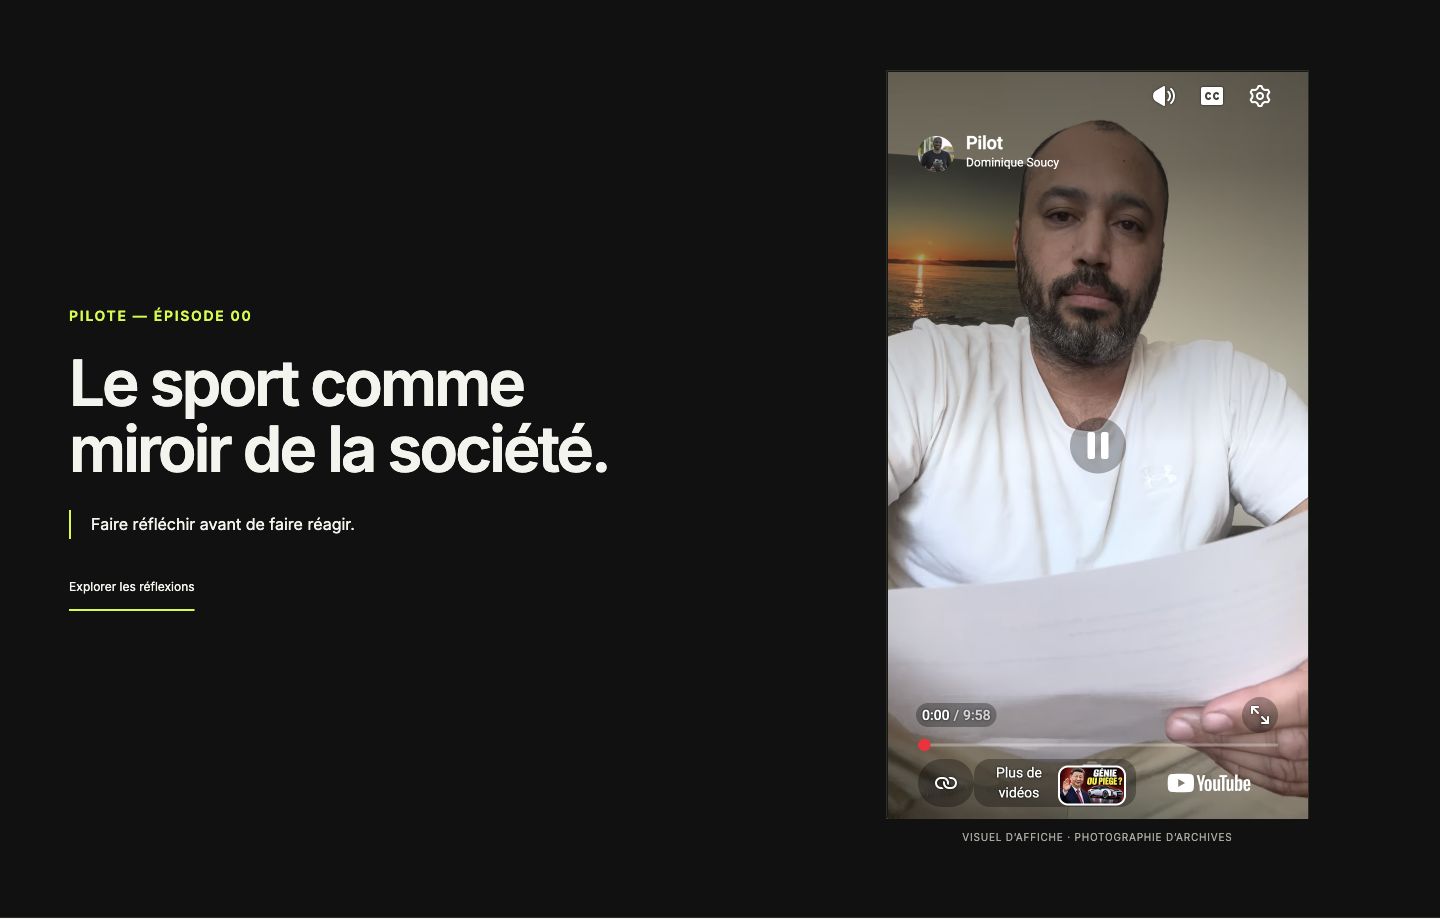 PILOTE — ÉPISODE 00
Le sport comme
miroir de la société.
Faire réfléchir avant de faire réagir.
Explorer les réflexions
CC
Pilot
Dominique Soucy
0:00 / 9:58
Plus de
vidéos
GÉNIE
OU PIÈGE?
YouTube
VISUEL D'AFFICHE · PHOTOGRAPHIE D'ARCHIVES